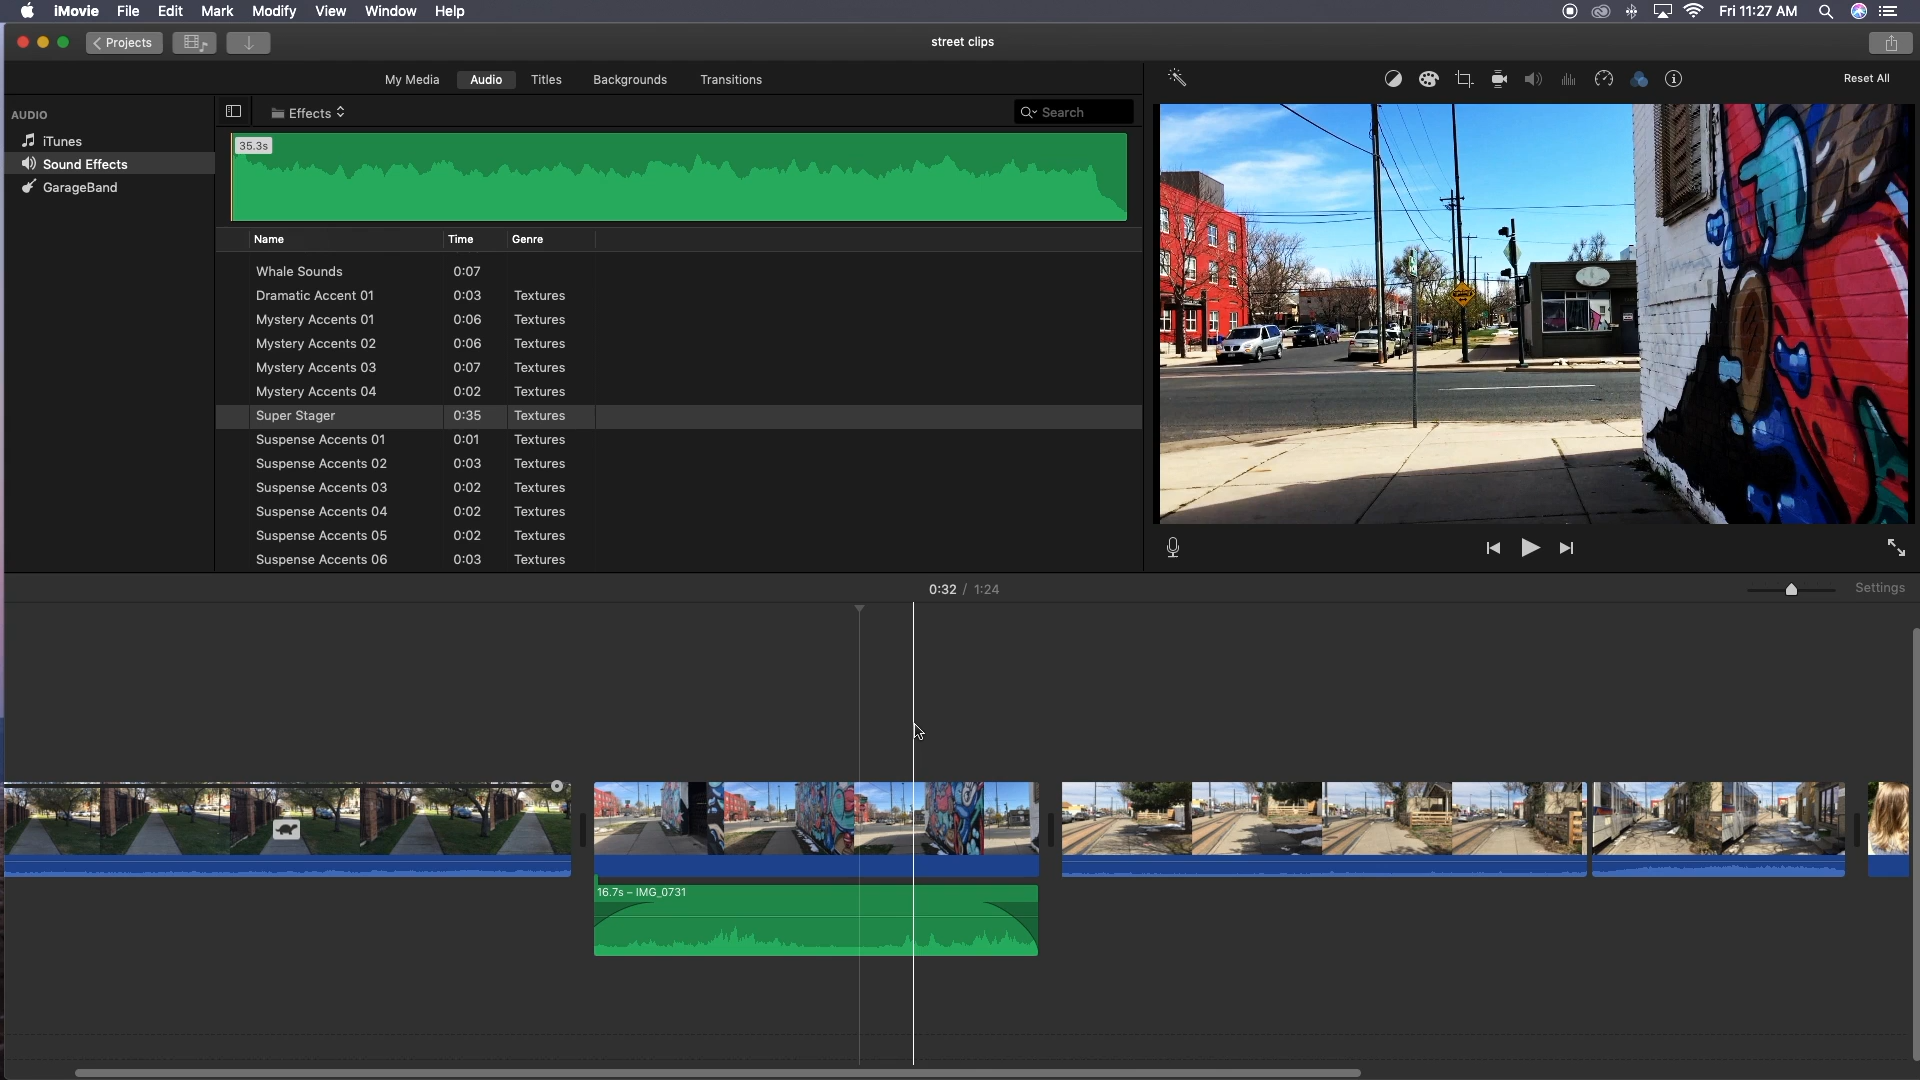 iMovie File Edit Mark Modify View Window Help Fri 11:27 AM
Projects street clips
My Media Audio Titles Backgrounds Transitions Reset All
AUDIO Effects Search
iTunes
Sound Effects
GarageBand
35.3s
Name Time Genre
Whale Sounds 0:07
Dramatic Accent 01 0:03 Textures
Mystery Accents 01 0:06 Textures
Mystery Accents 02 0:06 Textures
Mystery Accents 03 0:07 Textures
Mystery Accents 04 0:02 Textures
Super Stager 0:35 Textures
Suspense Accents 01 0:01 Textures
Suspense Accents 02 0:03 Textures
Suspense Accents 03 0:02 Textures
Suspense Accents 04 0:02 Textures
Suspense Accents 05 0:02 Textures
Suspense Accents 06 0:03 Textures
0:32 / 1:24 Settings
16.7s – IMG_0731